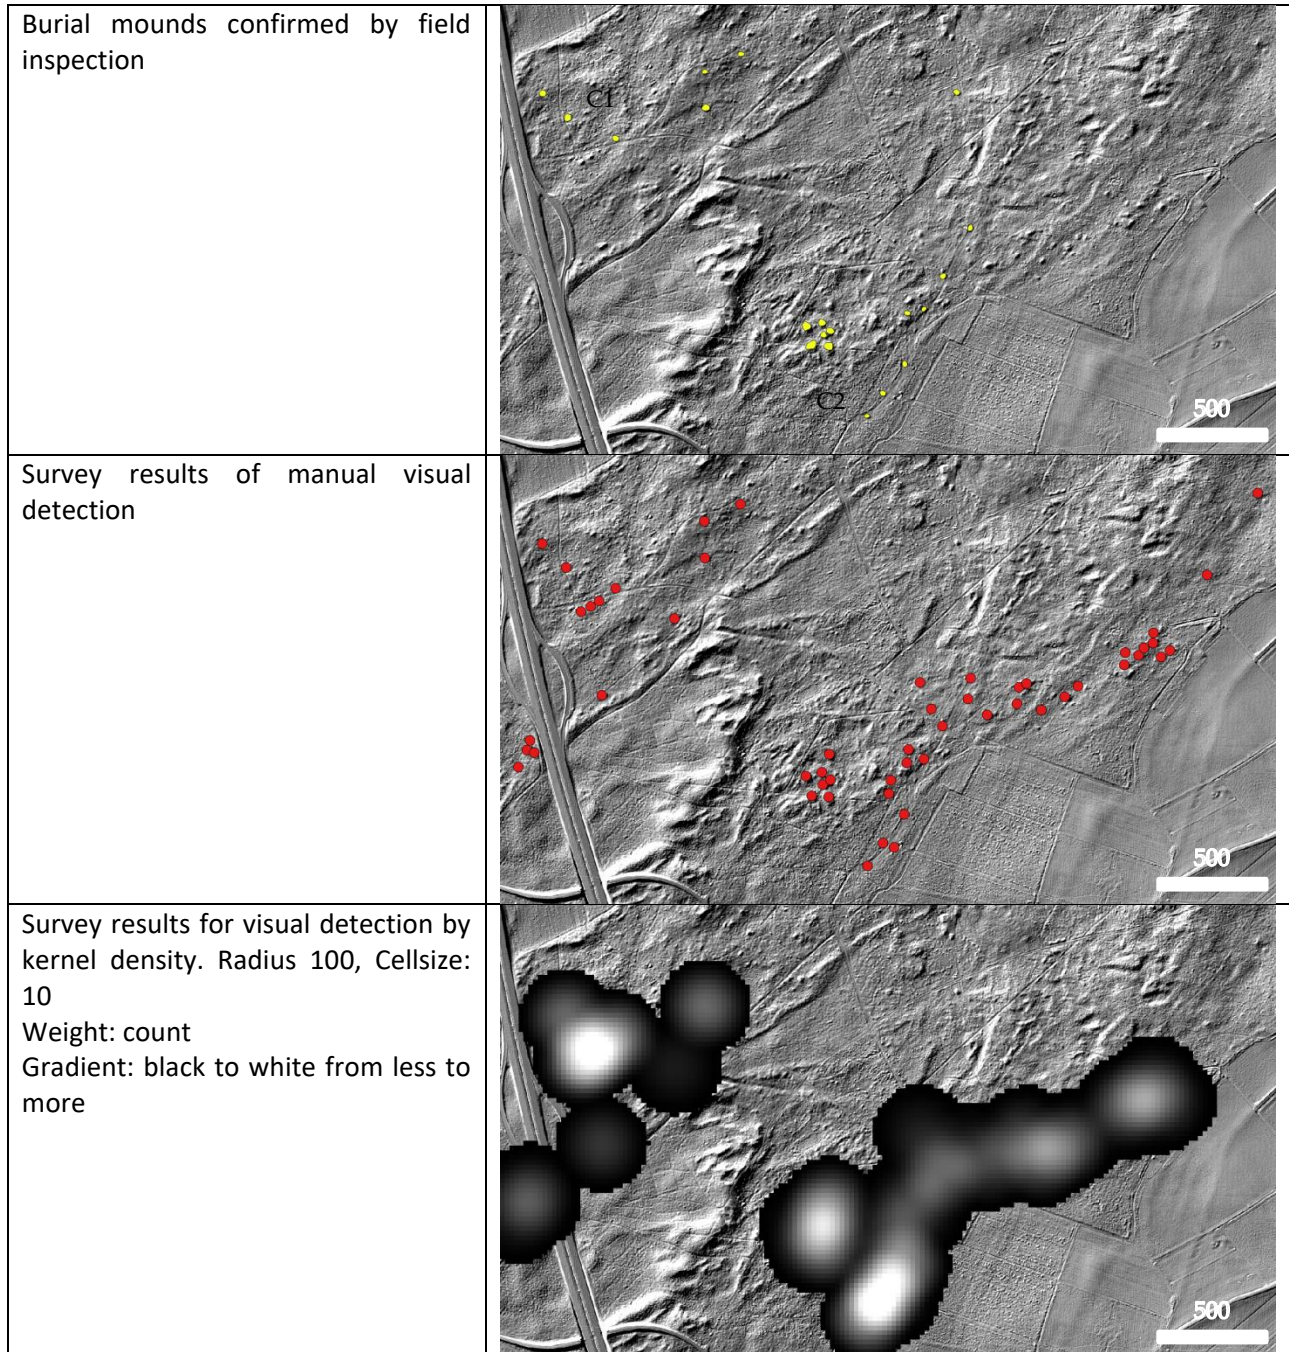 Burial mounds confirmed by field
inspection
C1
C2
500
Survey results of manual visual
detection
500
Survey results for visual detection by
kernel density. Radius 100, Cellsize:
10
Weight: count
Gradient: black to white from less to
more
500